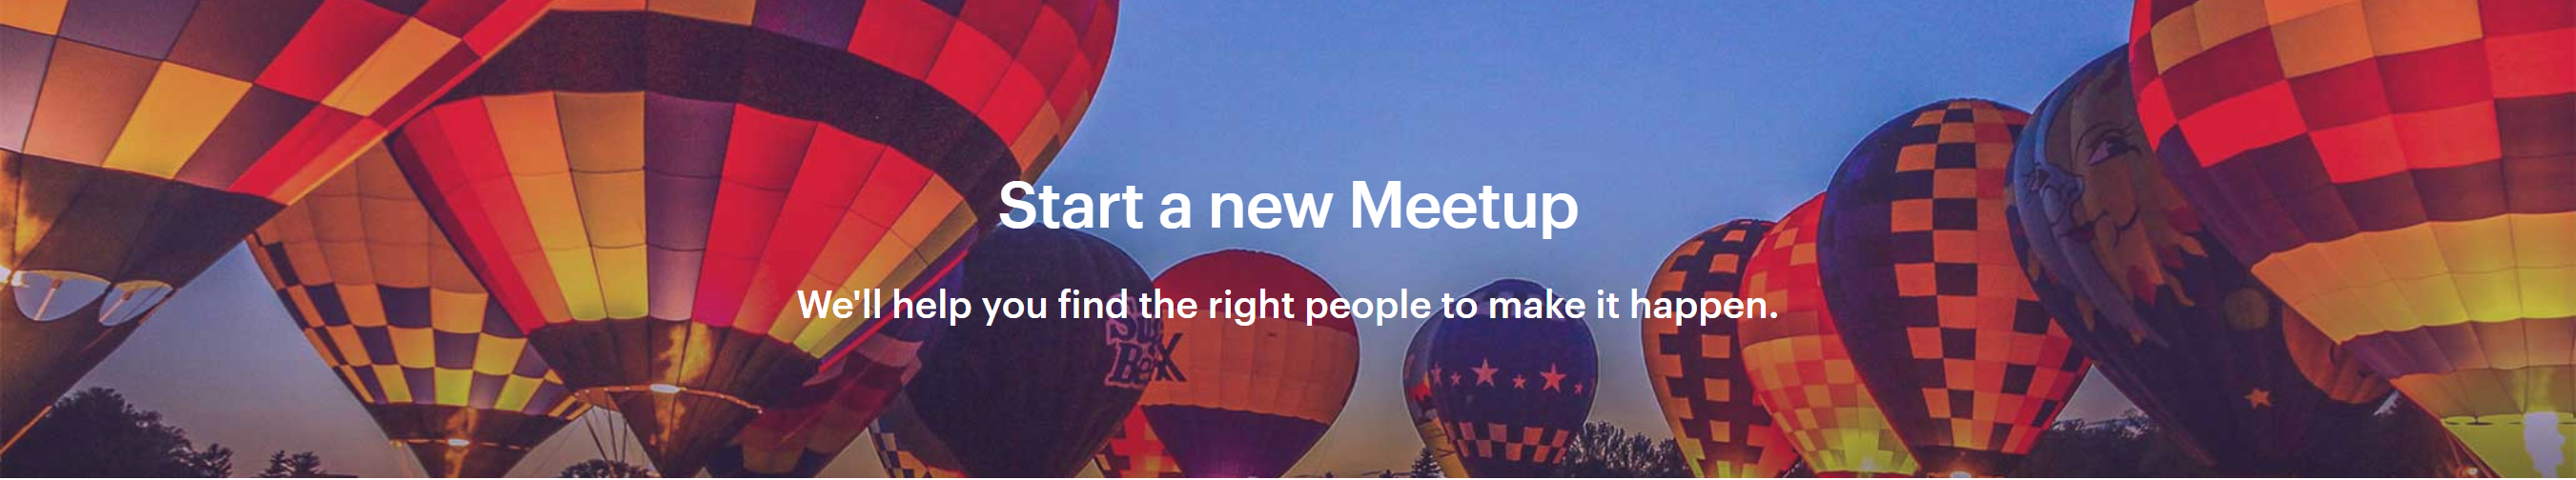 Start a new Meetup
We'll help you find the right people to make it happen.